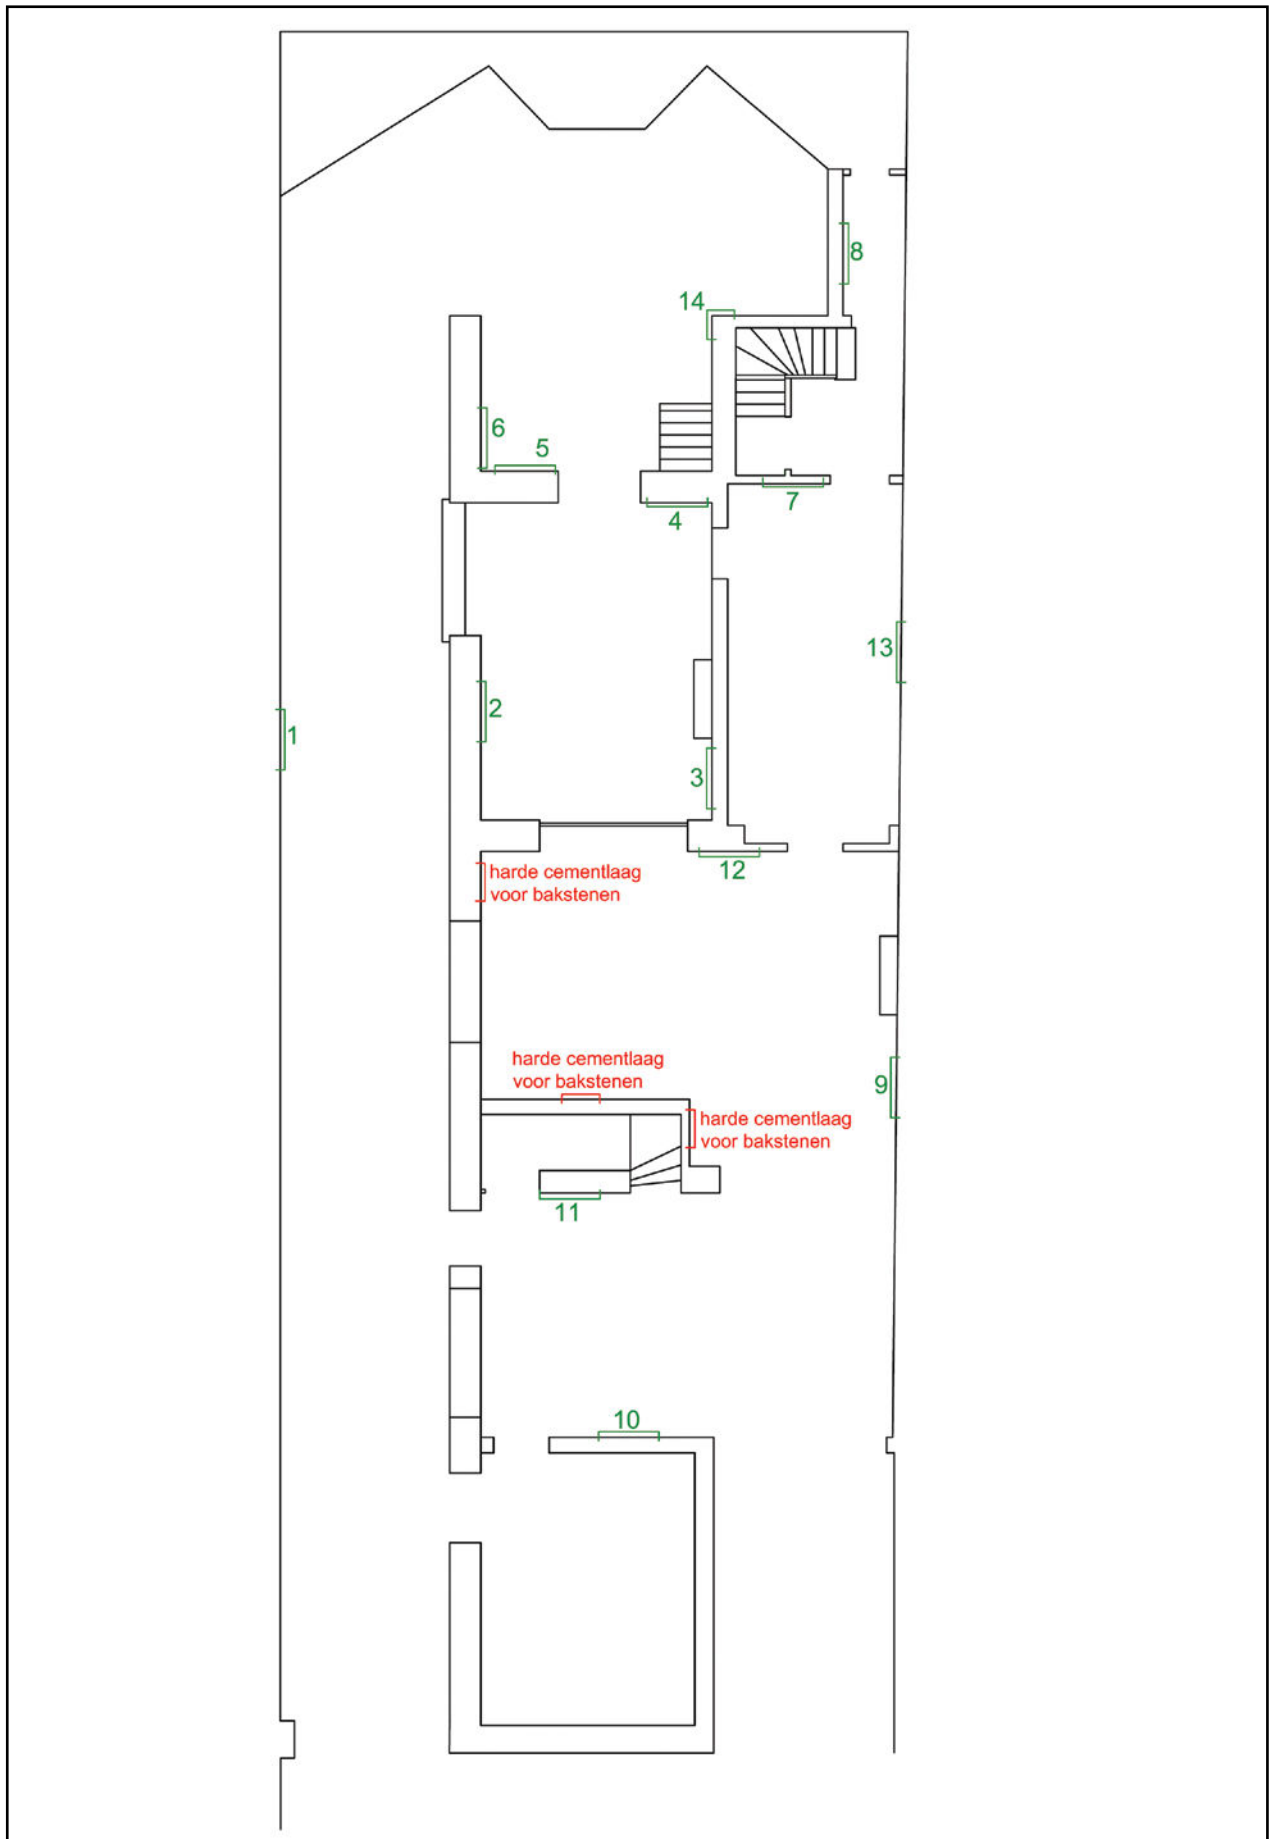 8
14
6
5
7
4
13
2
1
3
12
harde cementlaag
voor bakstenen
harde cementlaag
voor bakstenen
9
harde cementlaag
voor bakstenen
11
10